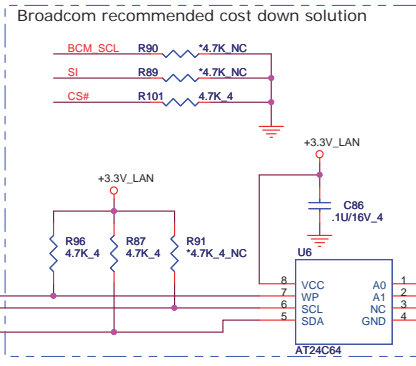 Broadcom recommended cost down solution
BCM_SCL R90 *4.7K_NC
SI R89 *4.7K_NC
CS# R101 4.7K_4
+3.3V_LAN
+3.3V_LAN
C86
.1U/16V_4
R96 R87 R91
4.7K_4 4.7K_4 *4.7K_4_NC
U6
8 VCC A0 1
7 WP A1 2
6 SCL NC 3
5 SDA GND 4
AT24C64